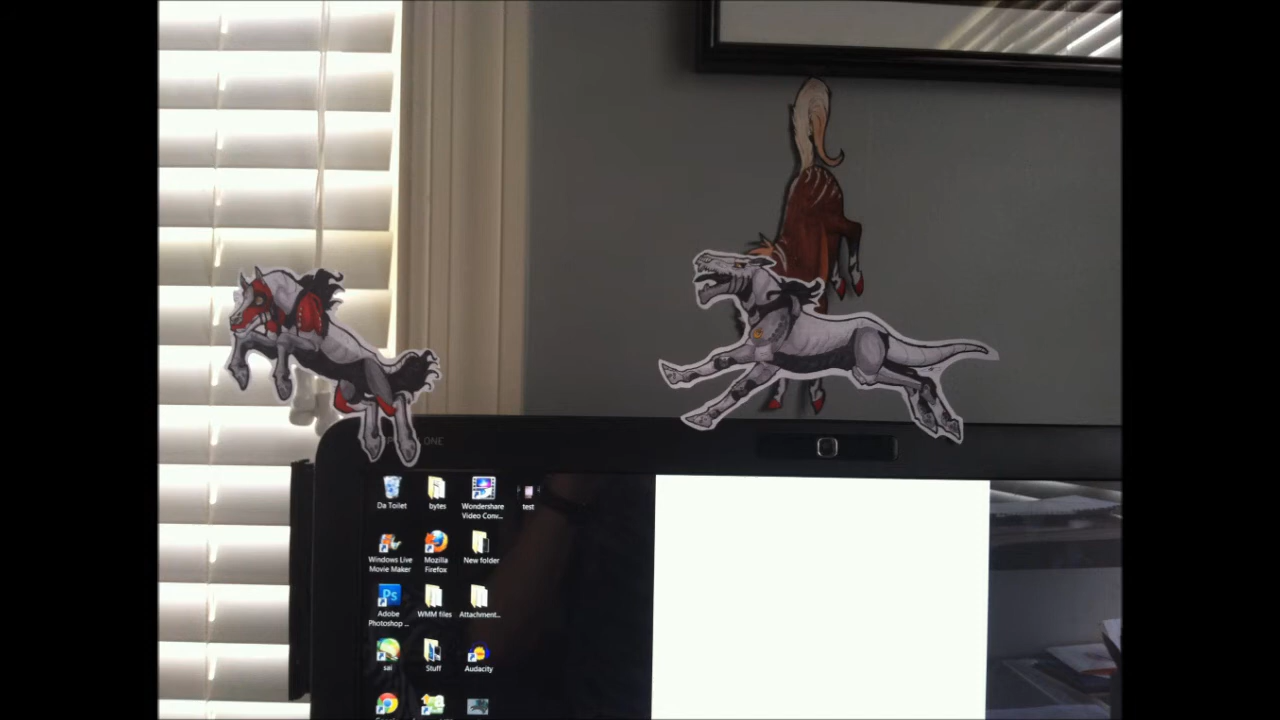 ONE
Da Toilet
bytes
Wondershare
Video Conv...
test
Windows Live
Movie Maker
Mozilla
Firefox
New folder
Adobe
Photoshop ...
WMM files
Attachment...
sai
Stuff
Audacity